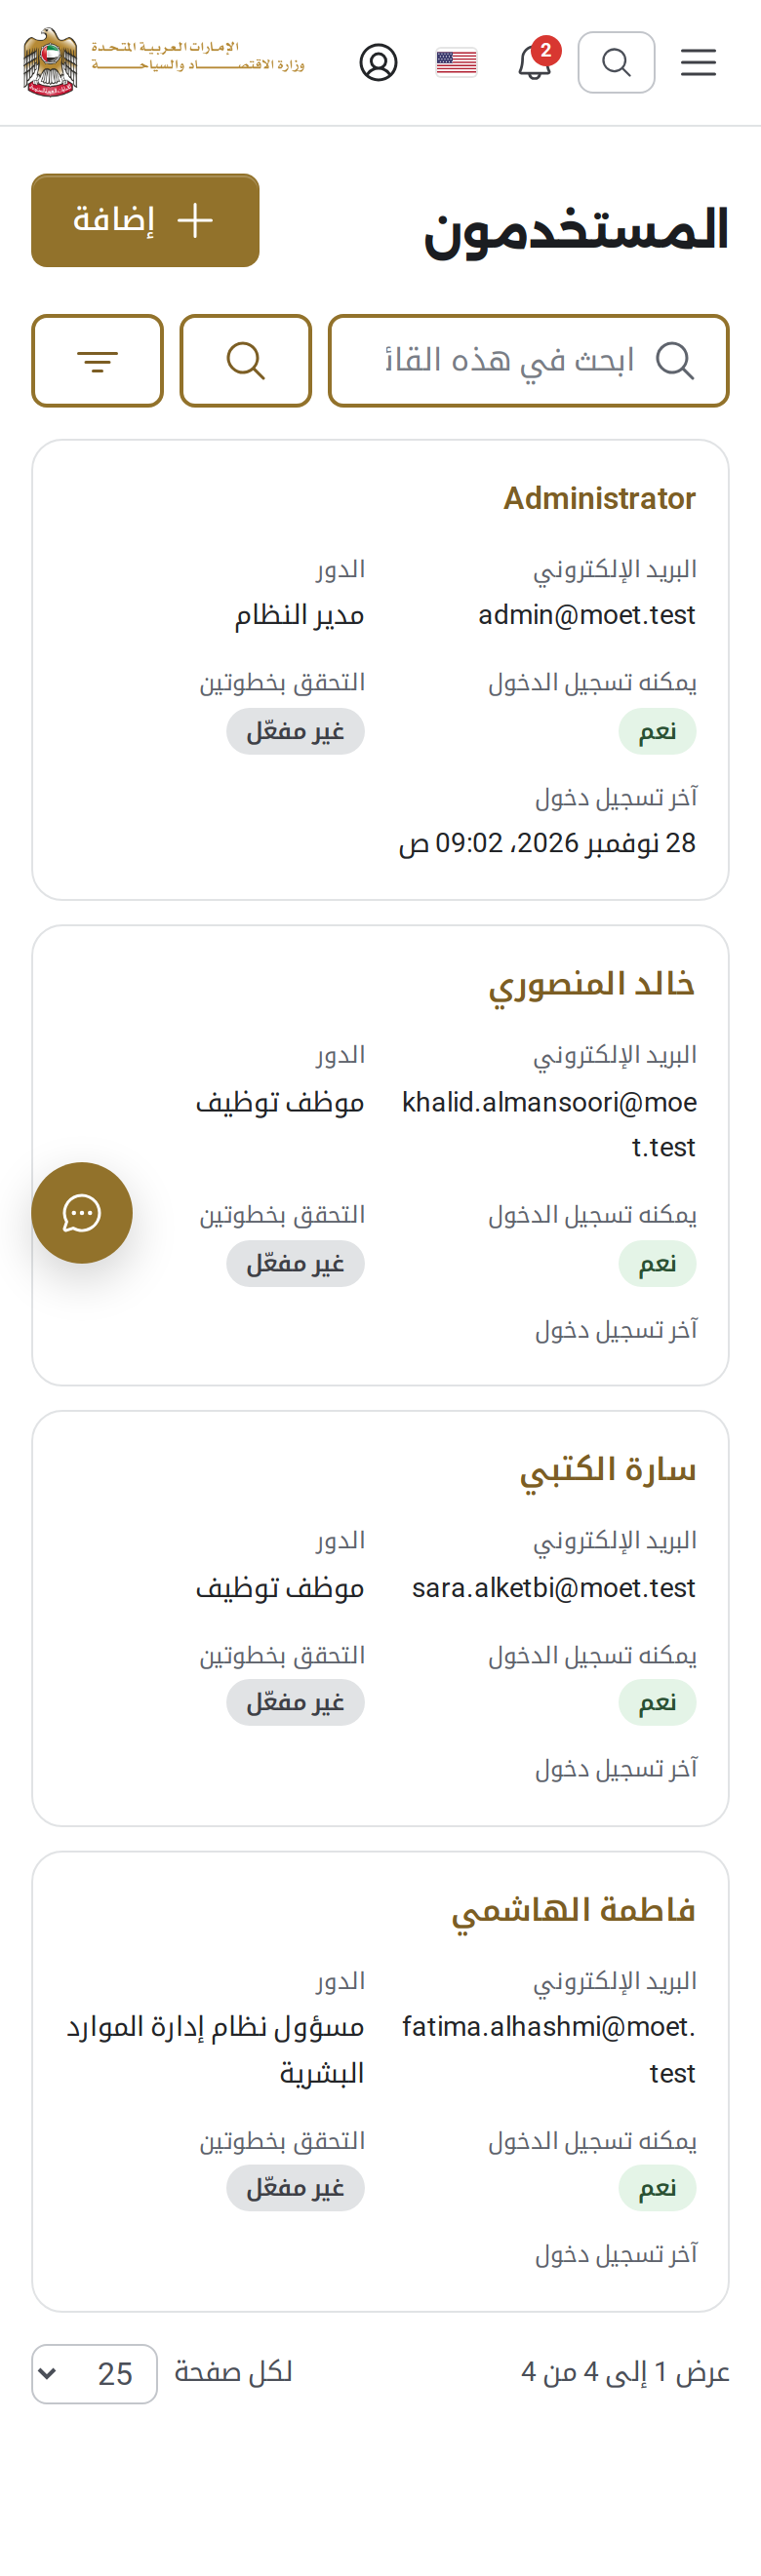 الإمارات العربية المتحدة
وزارة الاقتصاد والسياحة
2
المستخدمون
إضافة
ابحث في هذه القائ
Administrator
البريد الإلكتروني
admin@moet.test
الدور
مدير النظام
يمكنه تسجيل الدخول
نعم
التحقق بخطوتين
غير مفعّل
آخر تسجيل دخول
28 نوفمبر 2026، 09:02 ص
خالد المنصوري
البريد الإلكتروني
khalid.almansoori@moe
t.test
الدور
موظف توظيف
يمكنه تسجيل الدخول
نعم
التحقق بخطوتين
غير مفعّل
آخر تسجيل دخول
سارة الكتبي
البريد الإلكتروني
sara.alketbi@moet.test
الدور
موظف توظيف
يمكنه تسجيل الدخول
نعم
التحقق بخطوتين
غير مفعّل
آخر تسجيل دخول
فاطمة الهاشمي
البريد الإلكتروني
fatima.alhashmi@moet.
test
الدور
مسؤول نظام إدارة الموارد
البشرية
يمكنه تسجيل الدخول
نعم
التحقق بخطوتين
غير مفعّل
آخر تسجيل دخول
عرض 1 إلى 4 من 4
لكل صفحة
25